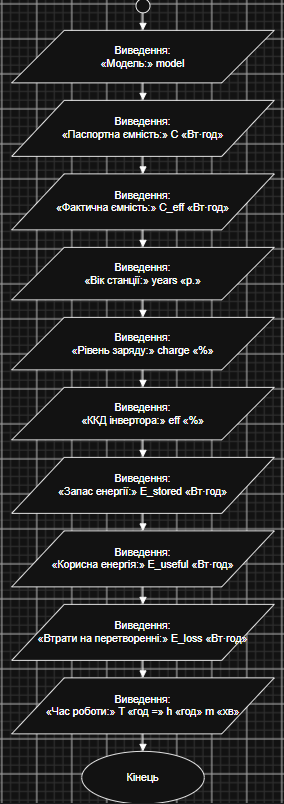 Виведення:
«Модель:» model
Виведення:
«Паспортна ємність:» C «Вт·год»
Виведення:
«Фактична ємність:» C_eff «Вт·год»
Виведення:
«Вік станції:» years «р.»
Виведення:
«Рівень заряду:» charge «%»
Виведення:
«ККД інвертора:» eff «%»
Виведення:
«Запас енергії:» E_stored «Вт·год»
Виведення:
«Корисна енергія:» E_useful «Вт·год»
Виведення:
«Втрати на перетворенні:» E_loss «Вт·год»
Виведення:
«Час роботи:» T «год =» h «год» m «хв»
Кінець